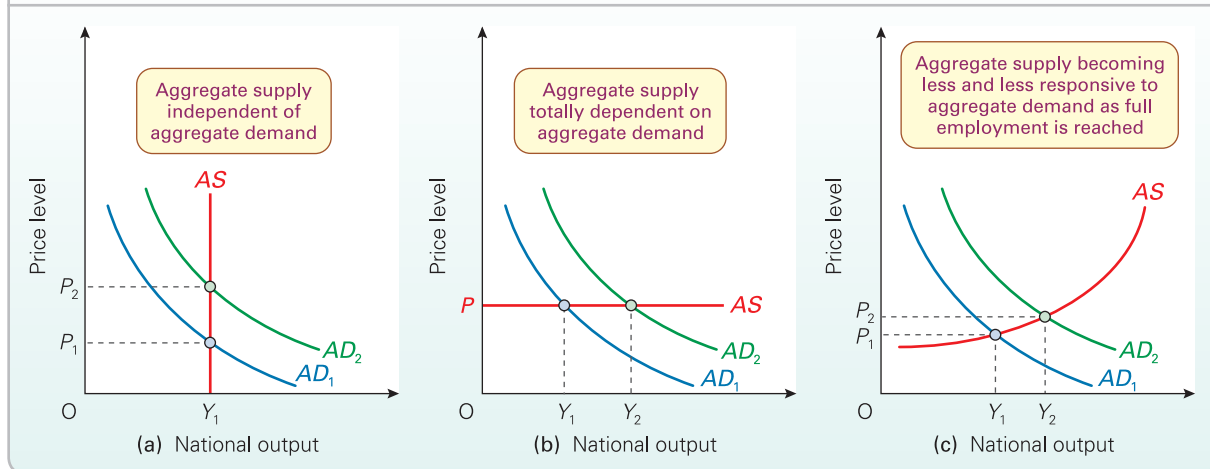 Aggregate supply
independent of
aggregate demand
Price level
AS
P₂
P₁
AD₂
AD₁
O
Y₁
(a) National output
Aggregate supply
totally dependent on
aggregate demand
Price level
P
AS
AD₂
AD₁
O
Y₁
Y₂
(b) National output
Aggregate supply becoming
less and less responsive to
aggregate demand as full
employment is reached
Price level
AS
P₂
P₁
AD₂
AD₁
O
Y₁
Y₂
(c) National output